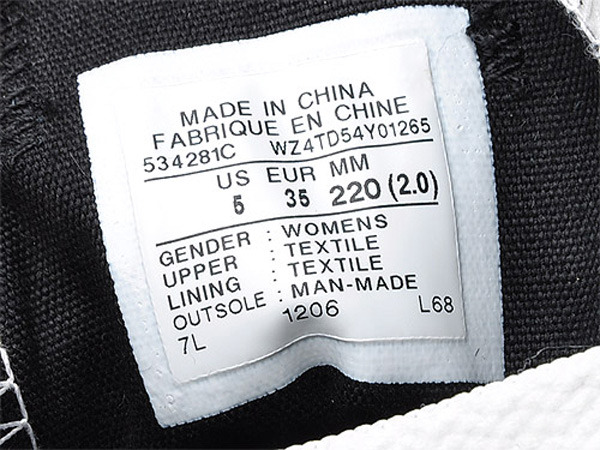 MADE IN CHINA
FABRIQUE EN CHINE
534281C WZ4TD54Y01265
US EUR MM
5 35 220 (2.0)
GENDER : WOMENS
UPPER : TEXTILE
LINING : TEXTILE
OUTSOLE : MAN-MADE
7L 1206 L68